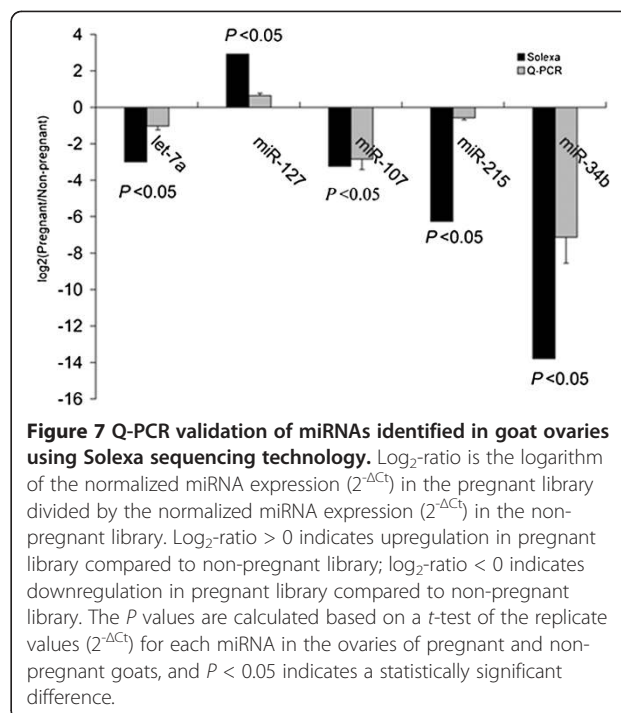 4
2
0
-2
-4
-6
-8
-10
-12
-14
-16
log2(Pregnant/Non-pregnant)
P<0.05
Solexa
Q-PCR
let-7a
miR-127
miR-107
miR-215
miR-34b
P<0.05
P<0.05
P<0.05
P<0.05
Figure 7 Q-PCR validation of miRNAs identified in goat ovaries
using Solexa sequencing technology. Log₂-ratio is the logarithm
of the normalized miRNA expression (2^-ΔCt) in the pregnant library
divided by the normalized miRNA expression (2^-ΔCt) in the non-
pregnant library. Log₂-ratio > 0 indicates upregulation in pregnant
library compared to non-pregnant library; log₂-ratio < 0 indicates
downregulation in pregnant library compared to non-pregnant
library. The P values are calculated based on a t-test of the replicate
values (2^-ΔCt) for each miRNA in the ovaries of pregnant and non-
pregnant goats, and P < 0.05 indicates a statistically significant
difference.